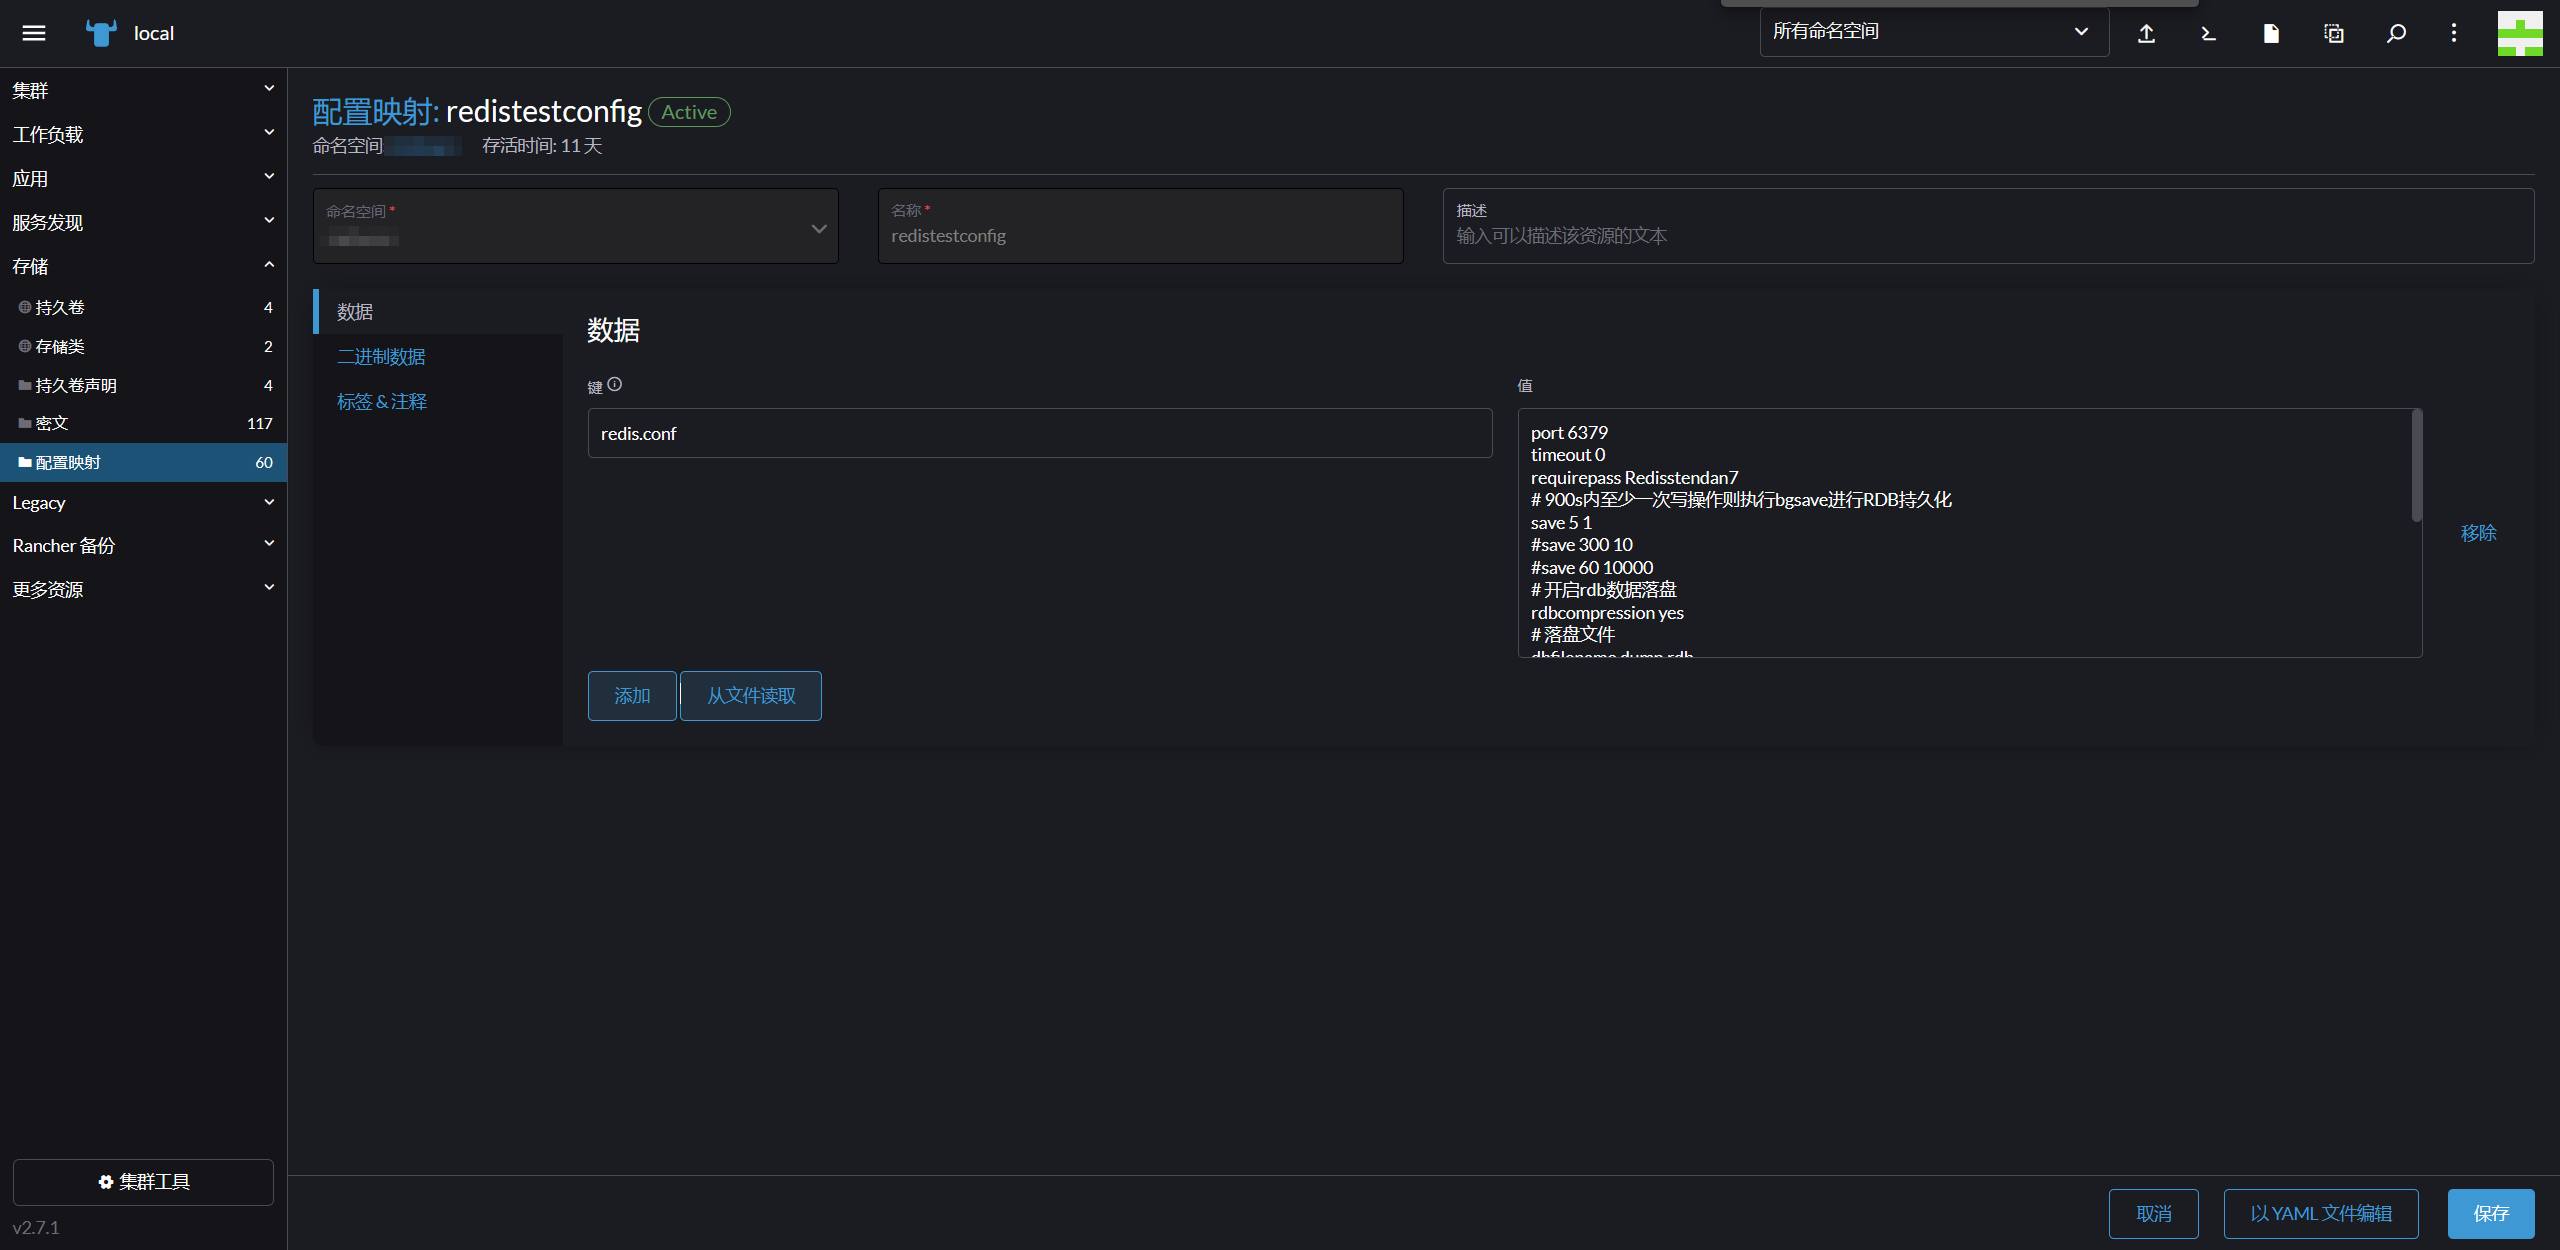 local
所有命名空间
集群
工作负载
应用
服务发现
存储
持久卷 4
存储类 2
持久卷声明 4
密文 117
配置映射 60
Legacy
Rancher 备份
更多资源
集群工具
v2.7.1
配置映射: redistestconfig Active
命名空间 存活时间: 11 天
命名空间 *
名称 *
redistestconfig
描述
输入可以描述该资源的文本
数据
二进制数据
标签 & 注释
数据
键
redis.conf
值
port 6379
timeout 0
requirepass Redisstendan7
# 900s内至少一次写操作则执行bgsave进行RDB持久化
save 5 1
#save 300 10
#save 60 10000
# 开启rdb数据落盘
rdbcompression yes
# 落盘文件
dbfilename dump.rdb
移除
添加
从文件读取
取消
以 YAML 文件编辑
保存